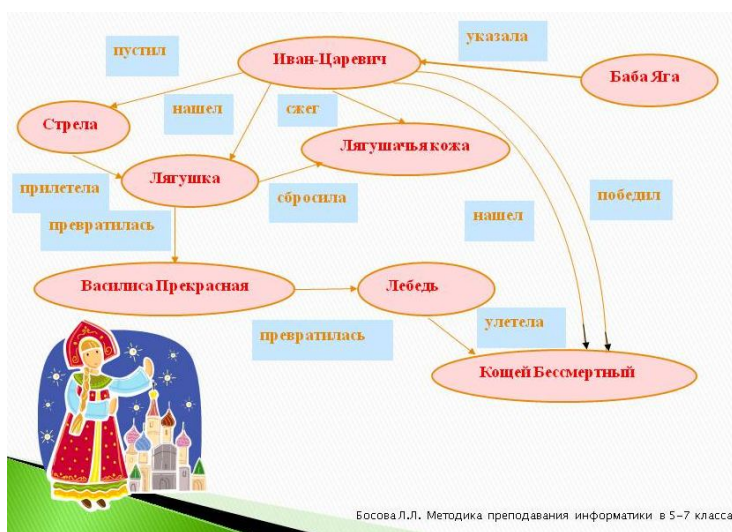 указала
пустил
Иван-Царевич
Баба Яга
нашел
сжег
Стрела
Лягушачья кожа
Лягушка
прилетела
сбросила
победил
нашел
превратилась
Василиса Прекрасная
Лебедь
превратилась
улетела
Кощей Бессмертный
Босова Л.Л. Методика преподавания информатики в 5-7 класса